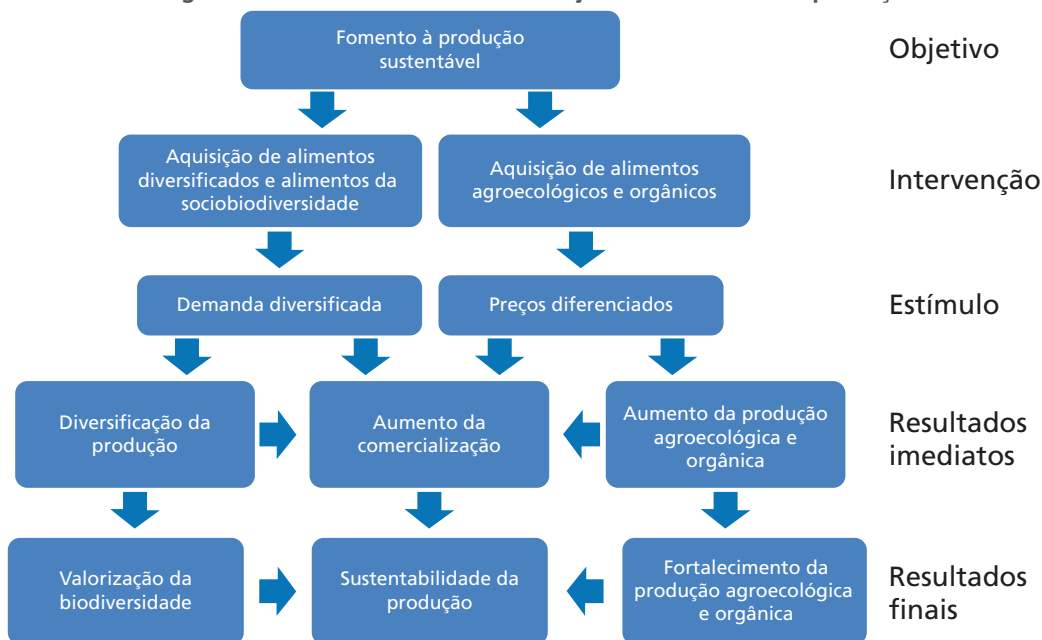 Fomento à produção
sustentável
Objetivo
Aquisição de alimentos
diversificados e alimentos da
sociobiodiversidade
Aquisição de alimentos
agroecológicos e orgânicos
Intervenção
Demanda diversificada
Preços diferenciados
Estímulo
Diversificação da
produção
Aumento da
comercialização
Aumento da produção
agroecológica e
orgânica
Resultados
imediatos
Valorização da
biodiversidade
Sustentabilidade da
produção
Fortalecimento da
produção agroecológica
e orgânica
Resultados
finais